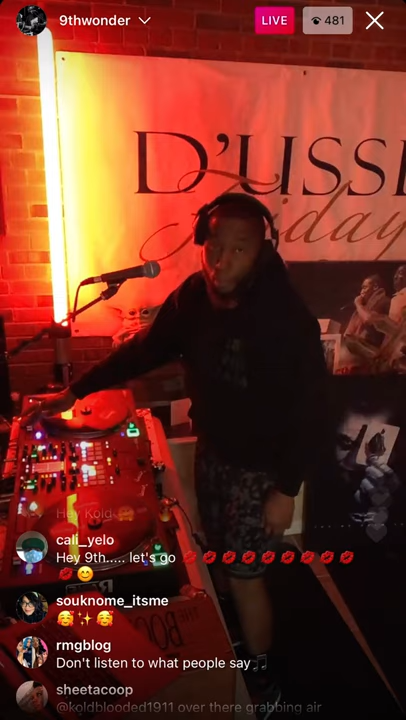 9thwonder
LIVE
481
D'USSÉ
Friday
Hey Kold
cali_yelo
Hey 9th..... let's go 💋💋💋💋💋💋💋💋
💋😊
souknome_itsme
🥰✨🥰
rmgblog
Don't listen to what people say🎵
sheetacoop
@koldblooded1911 over there grabbing air